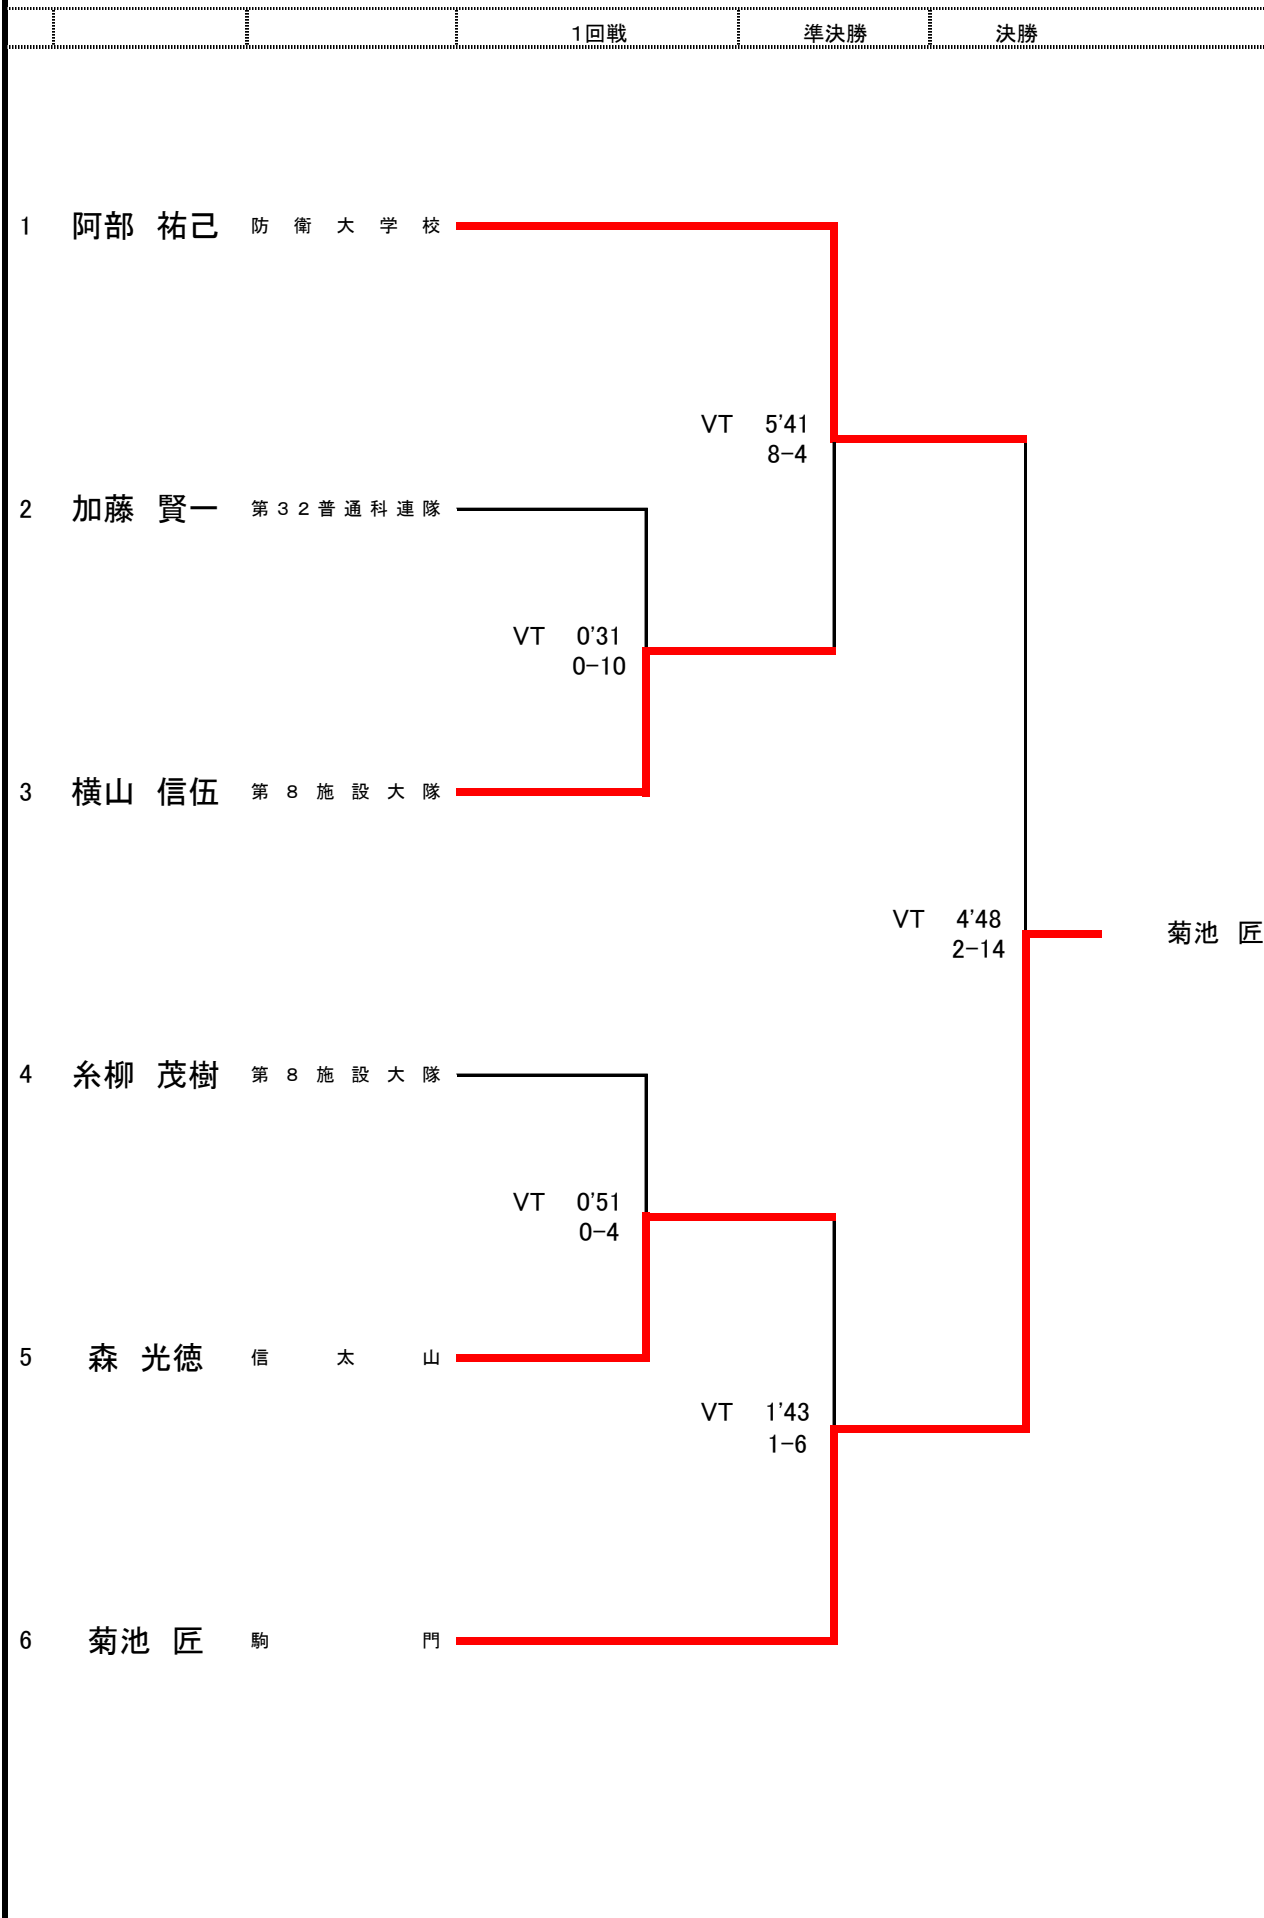 1回戦 準決勝 決勝
1 阿部 祐己 防衛大学校
VT 5'41
8-4
2 加藤 賢一 第32普通科連隊
VT 0'31
0-10
3 横山 信伍 第8施設大隊
VT 4'48
2-14
菊池 匠
4 糸柳 茂樹 第8施設大隊
VT 0'51
0-4
5 森 光徳 信太山
VT 1'43
1-6
6 菊池 匠 駒門